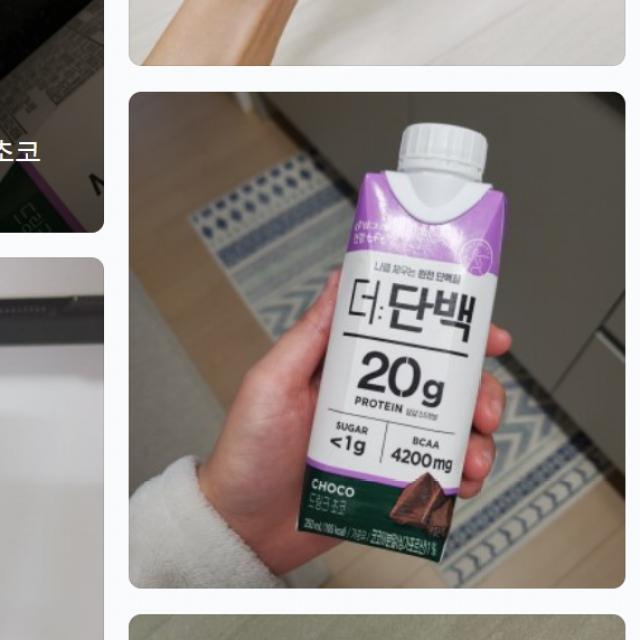 초코
나를 채우는 완전 단백질
더:단백
20g
PROTEIN
SUGAR
<1g
BCAA
4200mg
CHOCO
드링크 초코